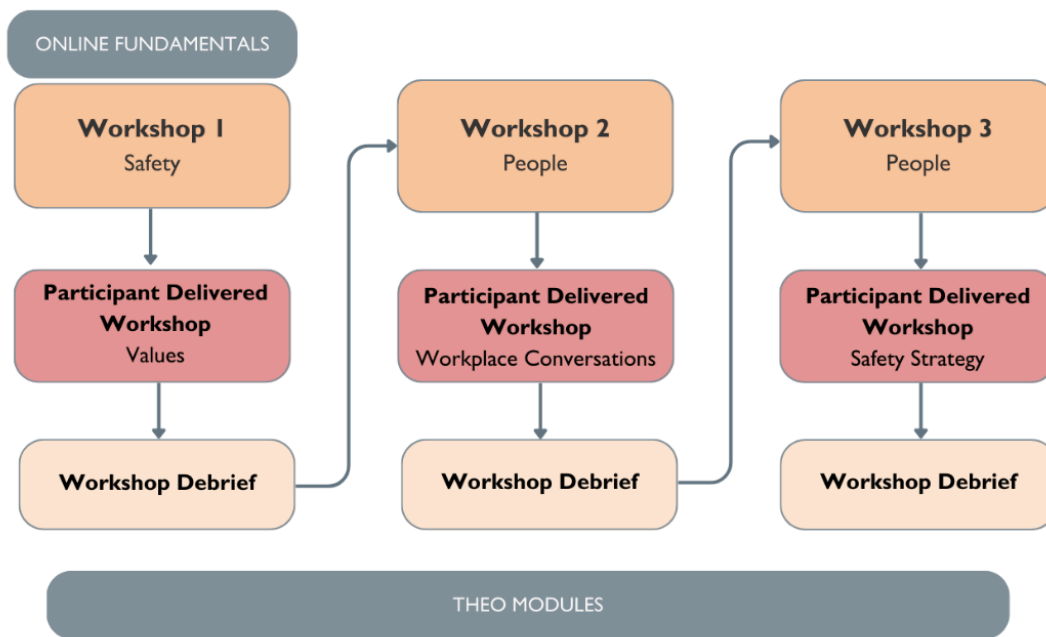 ONLINE FUNDAMENTALS
Workshop 1
Safety
Participant Delivered
Workshop
Values
Workshop Debrief
Workshop 2
People
Participant Delivered
Workshop
Workplace Conversations
Workshop Debrief
Workshop 3
People
Participant Delivered
Workshop
Safety Strategy
Workshop Debrief
THEO MODULES